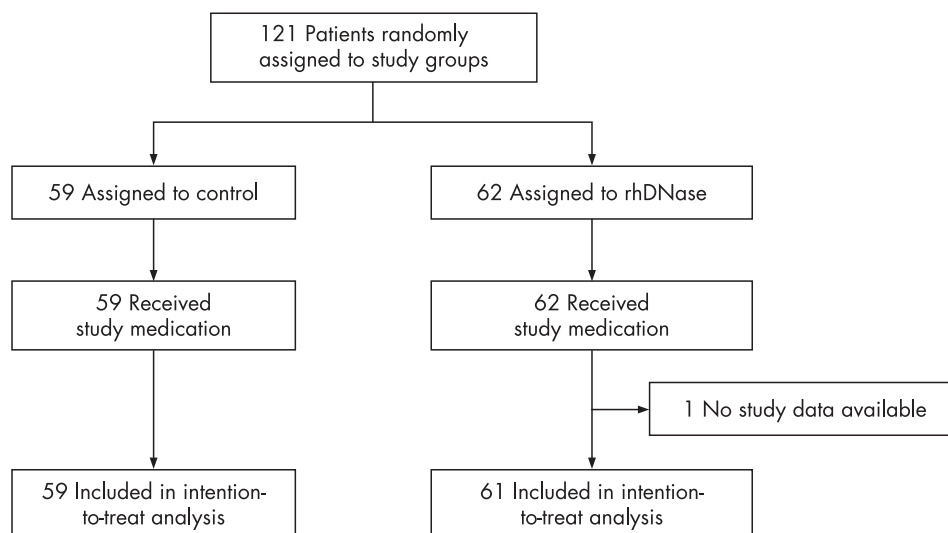 121 Patients randomly
assigned to study groups
59 Assigned to control
62 Assigned to rhDNase
59 Received
study medication
62 Received
study medication
1 No study data available
59 Included in intention-
to-treat analysis
61 Included in intention-
to-treat analysis